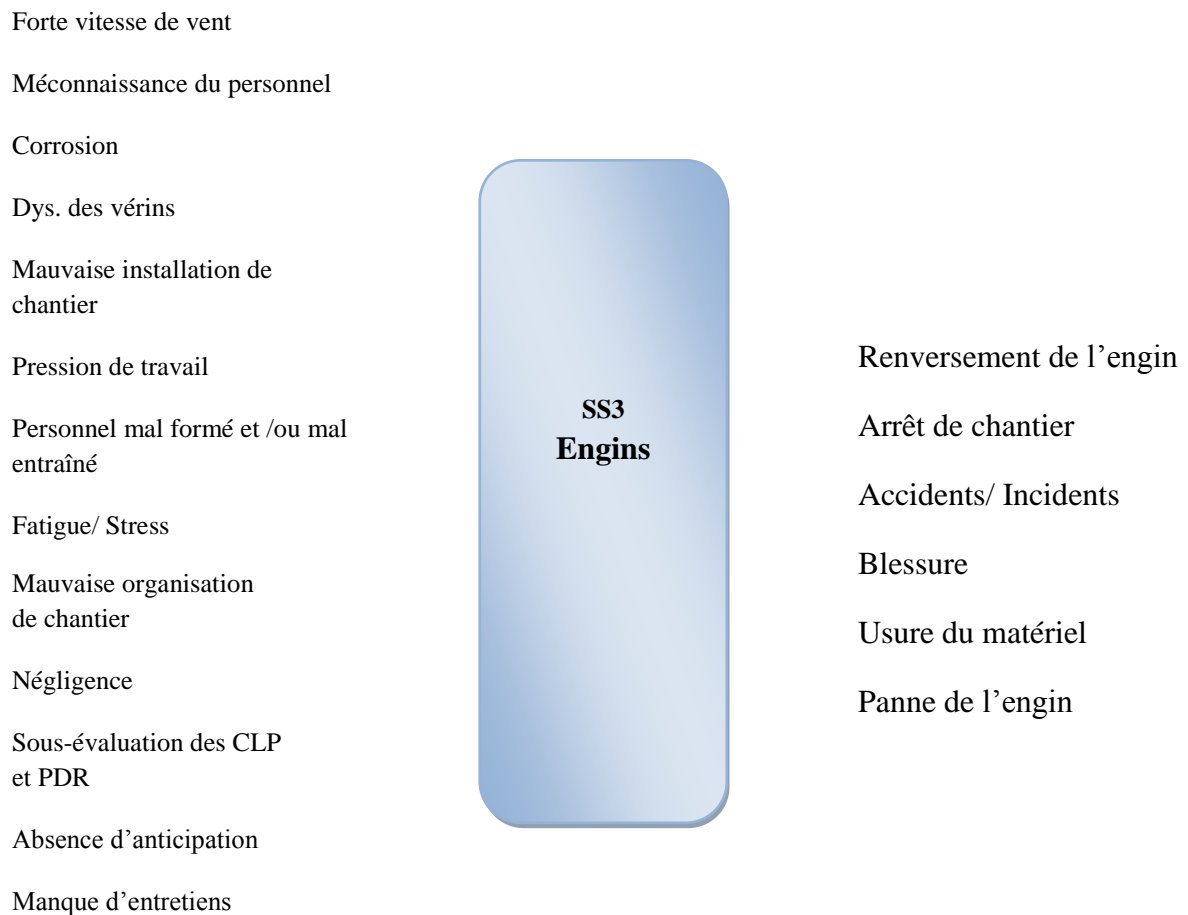 Forte vitesse de vent
Méconnaissance du personnel
Corrosion
Dys. des vérins
Mauvaise installation de
chantier
Pression de travail
Personnel mal formé et /ou mal
entraîné
Fatigue/ Stress
Mauvaise organisation
de chantier
Négligence
Sous-évaluation des CLP
et PDR
Absence d’anticipation
Manque d’entretiens
SS3
Engins
Renversement de l’engin
Arrêt de chantier
Accidents/ Incidents
Blessure
Usure du matériel
Panne de l’engin